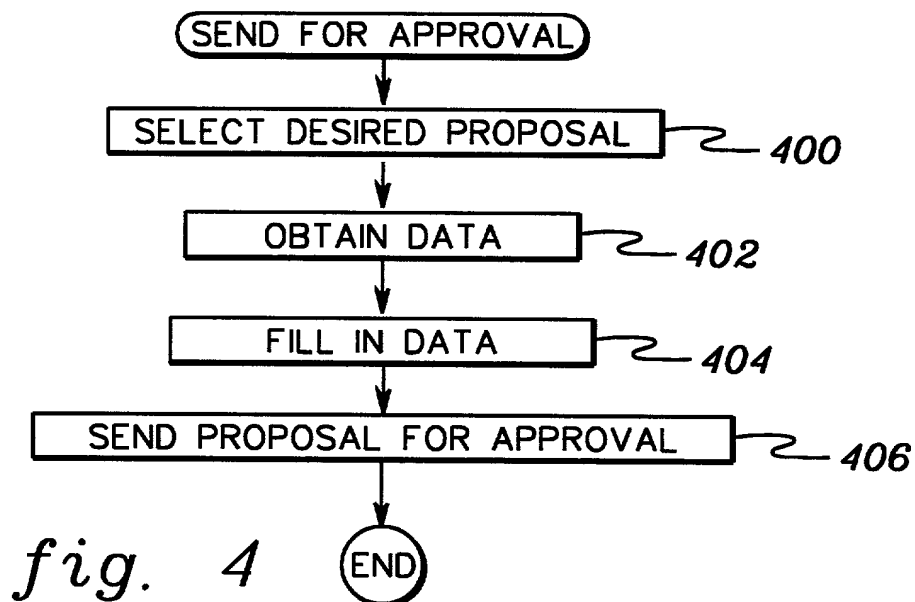 SEND FOR APPROVAL
SELECT DESIRED PROPOSAL
400
OBTAIN DATA
402
FILL IN DATA
404
SEND PROPOSAL FOR APPROVAL
406
fig. 4
END